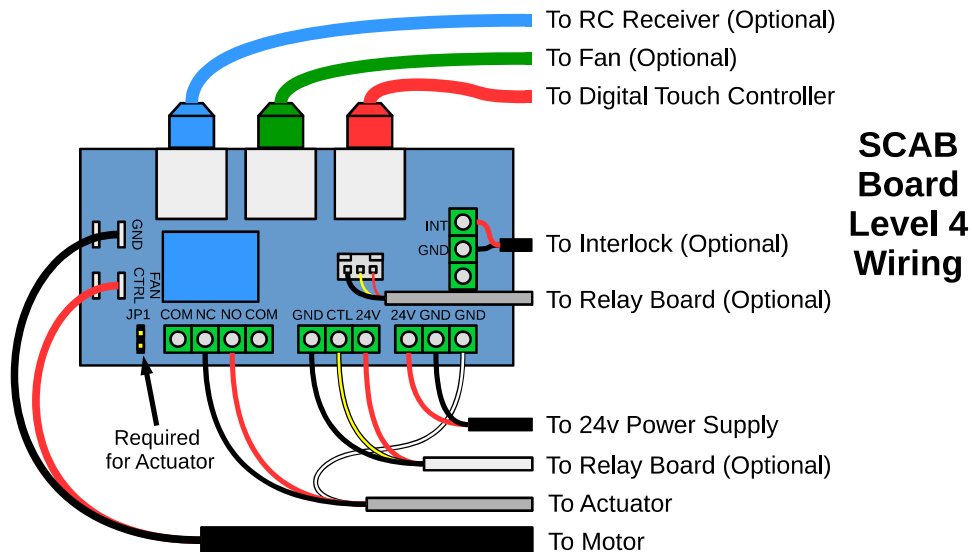 To RC Receiver (Optional)
To Fan (Optional)
To Digital Touch Controller
SCAB
Board
Level 4
Wiring
INT
GND
To Interlock (Optional)
To Relay Board (Optional)
GND
FAN
CTRL
JP1
COM NC NO COM
GND CTL 24V
24V GND GND
Required
for Actuator
To 24v Power Supply
To Relay Board (Optional)
To Actuator
To Motor